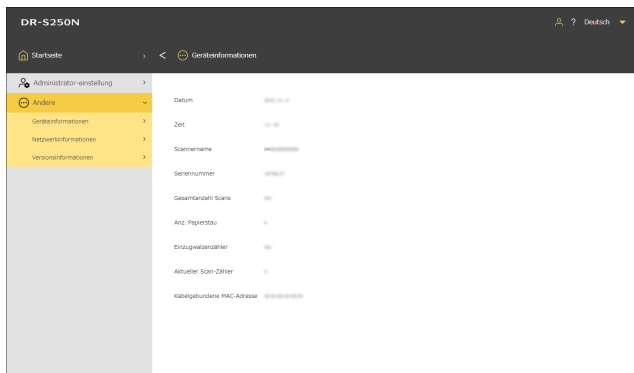 DR-S250N
? Deutsch
Startseite
Geräteinformationen
Administrator-einstellung
Andere
Geräteinformationen
Netzwerkinformationen
Versionsinformationen
Datum
Zeit
Scannername
Seriennummer
Gesamtanzahl Scans
Anz. Papierstau
Einzugwalzenzähler
Aktueller Scan-Zähler
Kabelgebundene MAC-Adresse